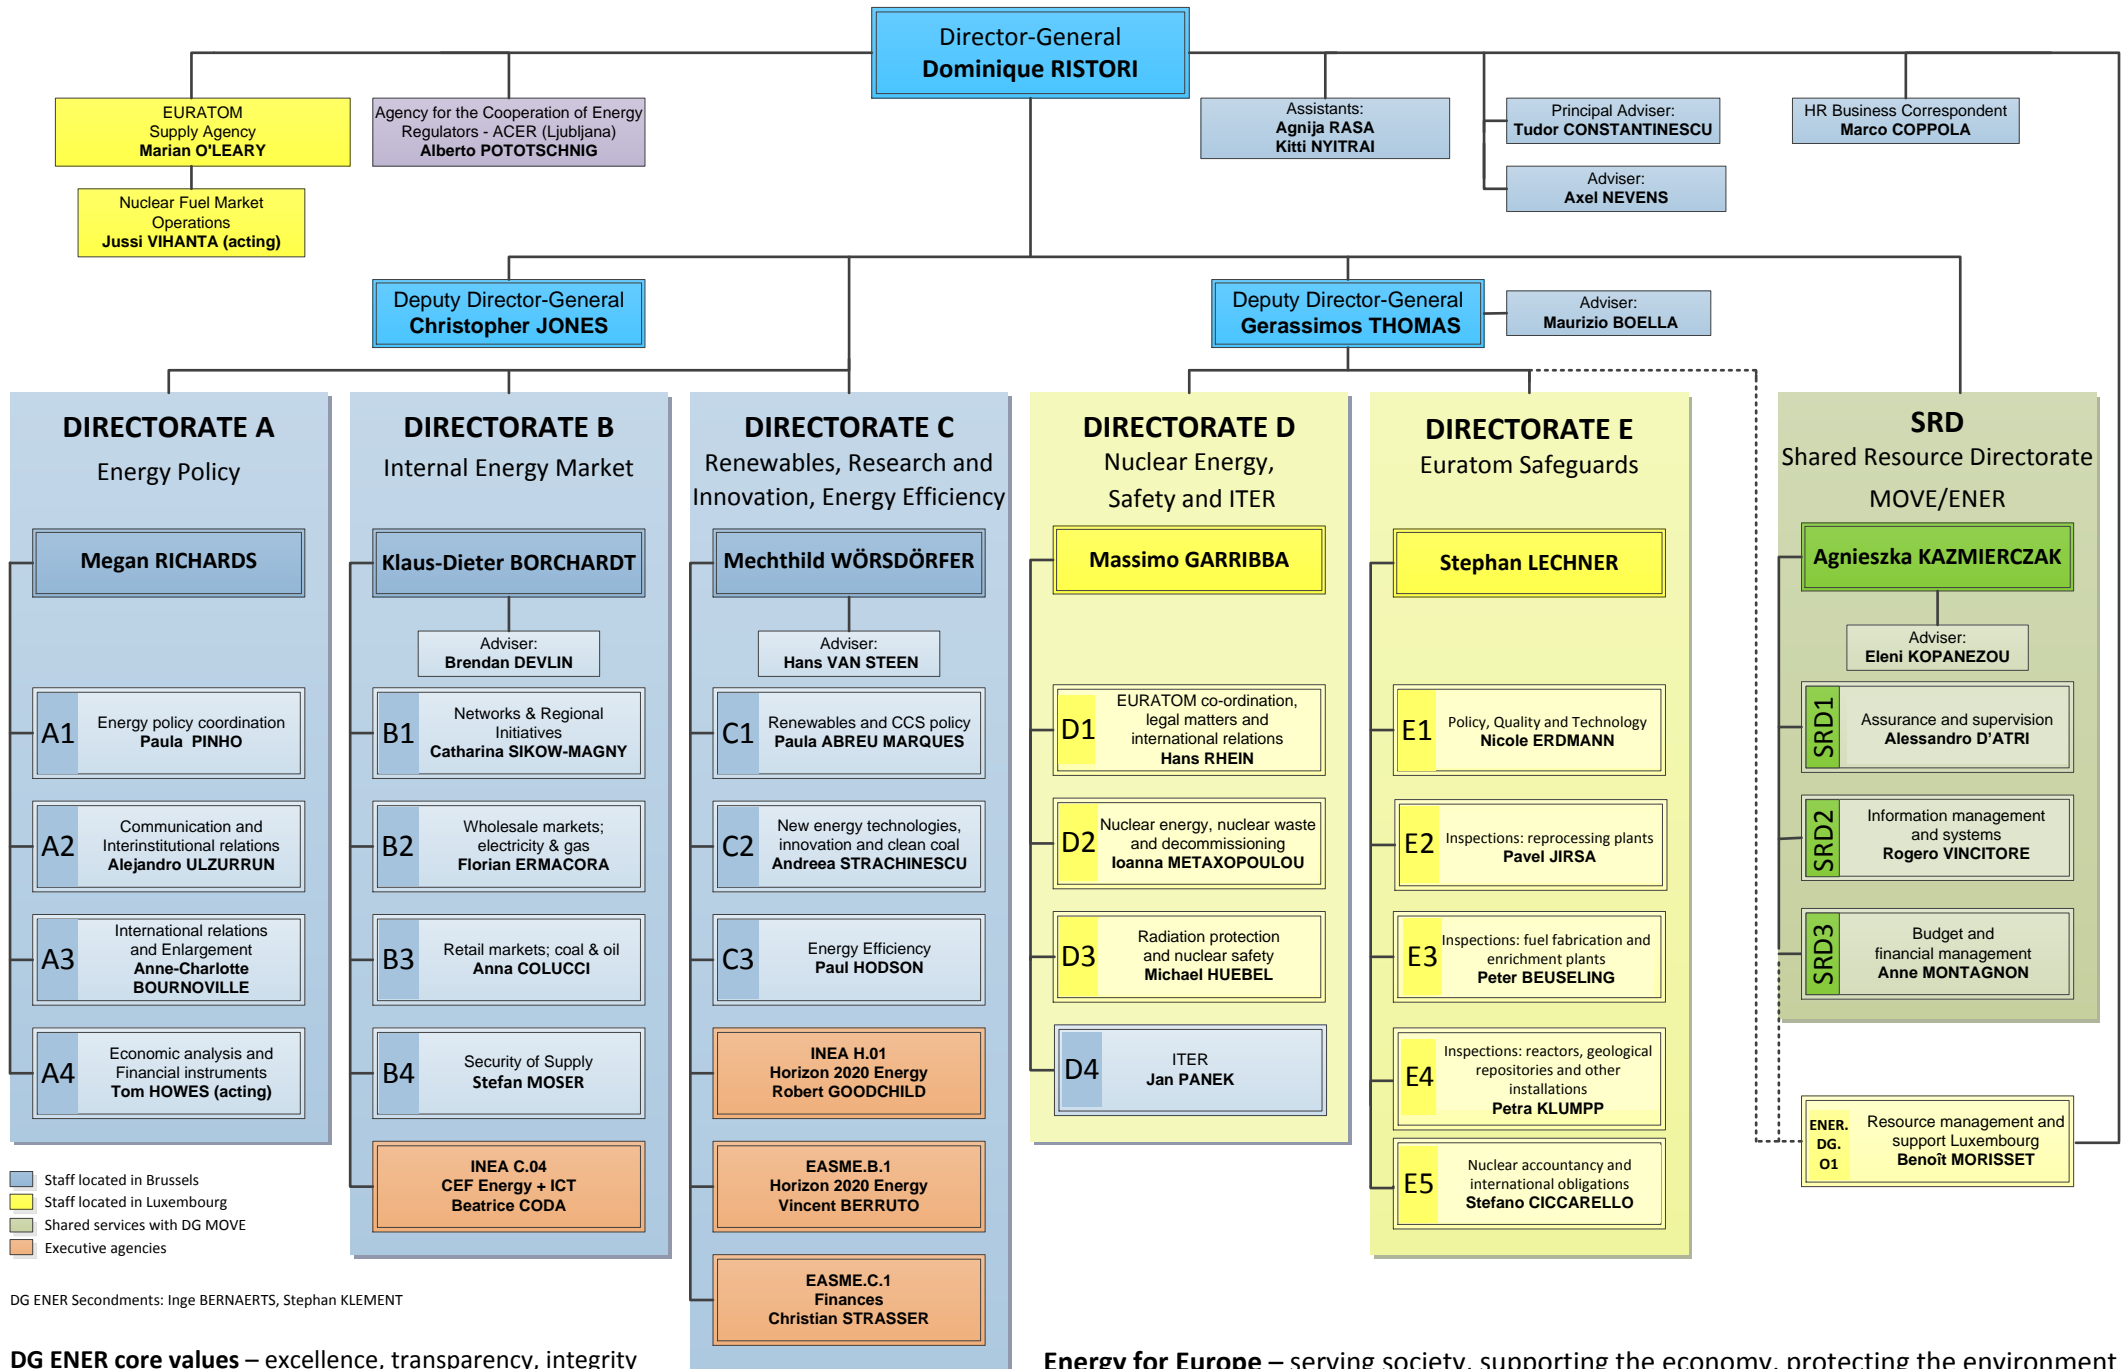 Director-General
Dominique RISTORI
EURATOM
Supply Agency
Marian O'LEARY
Agency for the Cooperation of Energy
Regulators - ACER (Ljubljana)
Alberto POTOTSCHNIG
Assistants:
Agnija RASA
Kitti NYITRAI
Principal Adviser:
Tudor CONSTANTINESCU
HR Business Correspondent
Marco COPPOLA
Nuclear Fuel Market
Operations
Jussi VIHANTA (acting)
Adviser:
Axel NEVENS
Deputy Director-General
Christopher JONES
Deputy Director-General
Gerassimos THOMAS
Adviser:
Maurizio BOELLA
DIRECTORATE A
Energy Policy
Megan RICHARDS
A1
Energy policy coordination
Paula PINHO
A2
Communication and
Interinstitutional relations
Alejandro ULZURRUN
A3
International relations
and Enlargement
Anne-Charlotte
BOURNOVILLE
A4
Economic analysis and
Financial instruments
Tom HOWES (acting)
DIRECTORATE B
Internal Energy Market
Klaus-Dieter BORCHARDT
Adviser:
Brendan DEVLIN
B1
Networks & Regional
Initiatives
Catharina SIKOW-MAGNY
B2
Wholesale markets;
electricity & gas
Florian ERMACORA
B3
Retail markets; coal & oil
Anna COLUCCI
B4
Security of Supply
Stefan MOSER
INEA C.04
CEF Energy + ICT
Beatrice CODA
DIRECTORATE C
Renewables, Research and
Innovation, Energy Efficiency
Mechthild WÖRSDÖRFER
Adviser:
Hans VAN STEEN
C1
Renewables and CCS policy
Paula ABREU MARQUES
C2
New energy technologies,
innovation and clean coal
Andreea STRACHINESCU
C3
Energy Efficiency
Paul HODSON
INEA H.01
Horizon 2020 Energy
Robert GOODCHILD
EASME.B.1
Horizon 2020 Energy
Vincent BERRUTO
EASME.C.1
Finances
Christian STRASSER
DIRECTORATE D
Nuclear Energy,
Safety and ITER
Massimo GARRIBBA
D1
EURATOM co-ordination,
legal matters and
international relations
Hans RHEIN
D2
Nuclear energy, nuclear waste
and decommissioning
Ioanna METAXOPOULOU
D3
Radiation protection
and nuclear safety
Michael HUEBEL
D4
ITER
Jan PANEK
DIRECTORATE E
Euratom Safeguards
Stephan LECHNER
E1
Policy, Quality and Technology
Nicole ERDMANN
E2
Inspections: reprocessing plants
Pavel JIRSA
E3
Inspections: fuel fabrication and
enrichment plants
Peter BEUSELING
E4
Inspections: reactors, geological
repositories and other
installations
Petra KLUMPP
E5
Nuclear accountancy and
international obligations
Stefano CICCARELLO
SRD
Shared Resource Directorate
MOVE/ENER
Agnieszka KAZMIERCZAK
Adviser:
Eleni KOPANEZOU
SRD1
Assurance and supervision
Alessandro D’ATRI
SRD2
Information management
and systems
Rogero VINCITORE
SRD3
Budget and
financial management
Anne MONTAGNON
ENER.
DG.
O1
Resource management and
support Luxembourg
Benoît MORISSET
Staff located in Brussels
Staff located in Luxembourg
Shared services with DG MOVE
Executive agencies
DG ENER Secondments: Inge BERNAERTS, Stephan KLEMENT
DG ENER core values – excellence, transparency, integrity
Energy for Europe – serving society, supporting the economy, protecting the environment